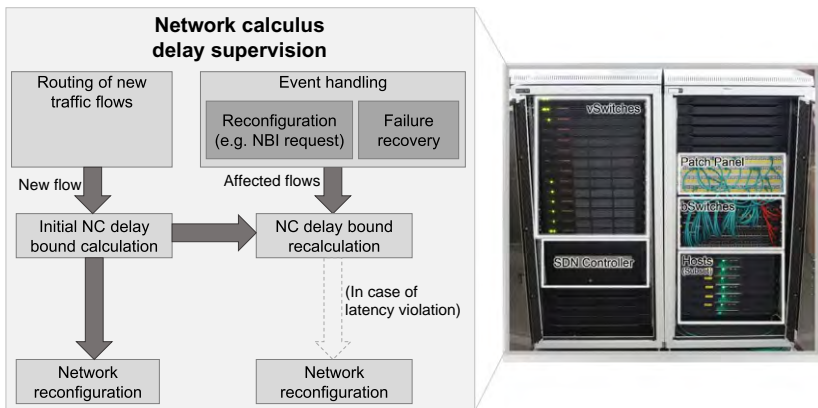 Network calculus
delay supervision
Routing of new
traffic flows
Event handling
Reconfiguration
(e.g. NBI request)
Failure
recovery
New flow
Affected flows
Initial NC delay
bound calculation
NC delay bound
recalculation
(In case of
latency violation)
Network
reconfiguration
Network
reconfiguration
vSwitches
SDN Controller
Patch Panel
bSwitches
Hosts
(Subset)